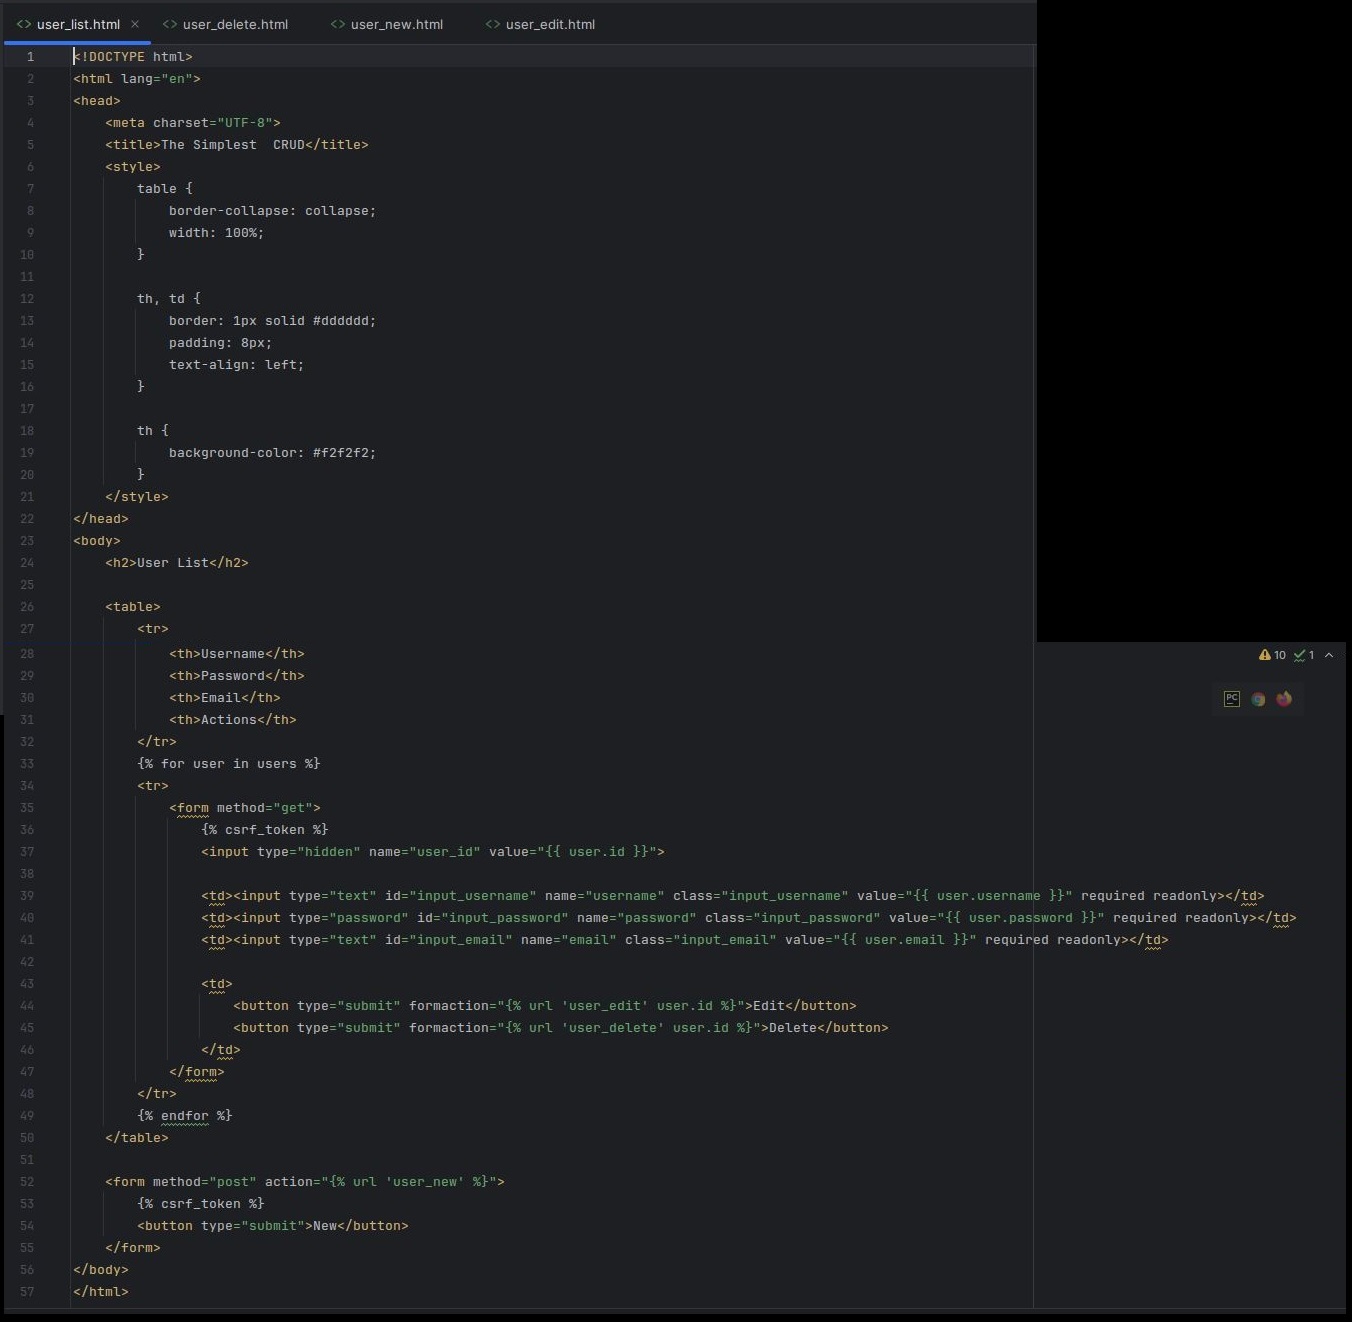 user_list.html × user_delete.html user_new.html user_edit.html
1 <!DOCTYPE html>
2 <html lang="en">
3 <head>
4 <meta charset="UTF-8">
5 <title>The Simplest  CRUD</title>
6 <style>
7 table {
8 border-collapse: collapse;
9 width: 100%;
10 }
11
12 th, td {
13 border: 1px solid #dddddd;
14 padding: 8px;
15 text-align: left;
16 }
17
18 th {
19 background-color: #f2f2f2;
20 }
21 </style>
22 </head>
23 <body>
24 <h2>User List</h2>
25
26 <table>
27 <tr>
28 <th>Username</th> 10 1
29 <th>Password</th>
30 <th>Email</th> PC
31 <th>Actions</th>
32 </tr>
33 {% for user in users %}
34 <tr>
35 <form method="get">
36 {% csrf_token %}
37 <input type="hidden" name="user_id" value="{{ user.id }}">
38
39 <td><input type="text" id="input_username" name="username" class="input_username" value="{{ user.username }}" required readonly></td>
40 <td><input type="password" id="input_password" name="password" class="input_password" value="{{ user.password }}" required readonly></td>
41 <td><input type="text" id="input_email" name="email" class="input_email" value="{{ user.email }}" required readonly></td>
42
43 <td>
44 <button type="submit" formaction="{% url 'user_edit' user.id %}">Edit</button>
45 <button type="submit" formaction="{% url 'user_delete' user.id %}">Delete</button>
46 </td>
47 </form>
48 </tr>
49 {% endfor %}
50 </table>
51
52 <form method="post" action="{% url 'user_new' %}">
53 {% csrf_token %}
54 <button type="submit">New</button>
55 </form>
56 </body>
57 </html>